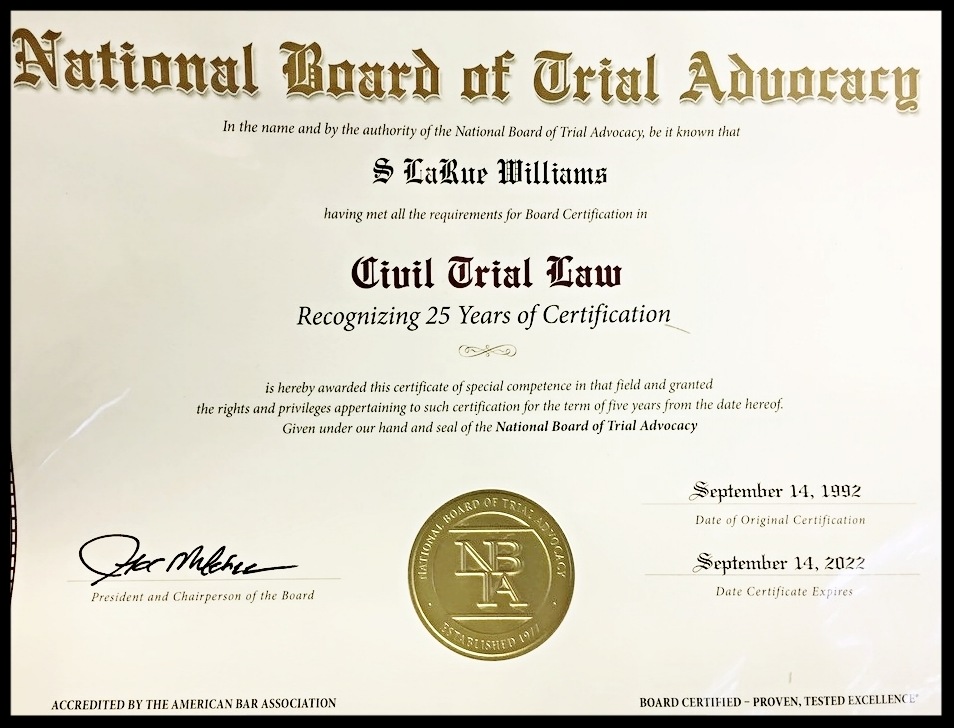 National Board of Trial Advocacy
In the name and by the authority of the National Board of Trial Advocacy, be it known that
S LaRue Williams
having met all the requirements for Board Certification in
Civil Trial Law
Recognizing 25 Years of Certification
is hereby awarded this certificate of special competence in that field and granted
the rights and privileges appertaining to such certification for the term of five years from the date hereof.
Given under our hand and seal of the National Board of Trial Advocacy
September 14, 1992
Date of Original Certification
September 14, 2022
Date Certificate Expires
President and Chairperson of the Board
NATIONAL BOARD OF TRIAL ADVOCACY
NB
TA
ESTABLISHED 1977
ACCREDITED BY THE AMERICAN BAR ASSOCIATION
BOARD CERTIFIED – PROVEN, TESTED EXCELLENCE